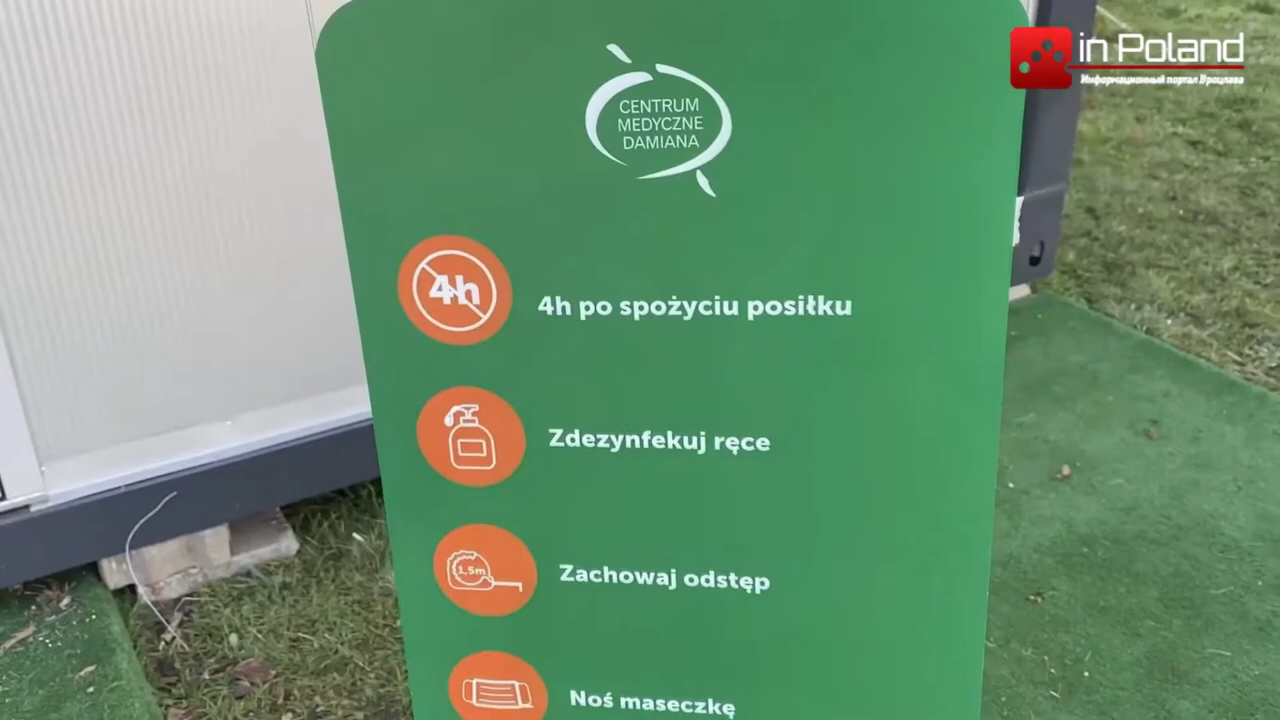 in Poland
Информационный портал Вроцлава
CENTRUM
MEDYCZNE
DAMIANA
4h
4h po spożyciu posiłku
Zdezynfekuj ręce
1,5m
Zachowaj odstęp
Noś maseczkę